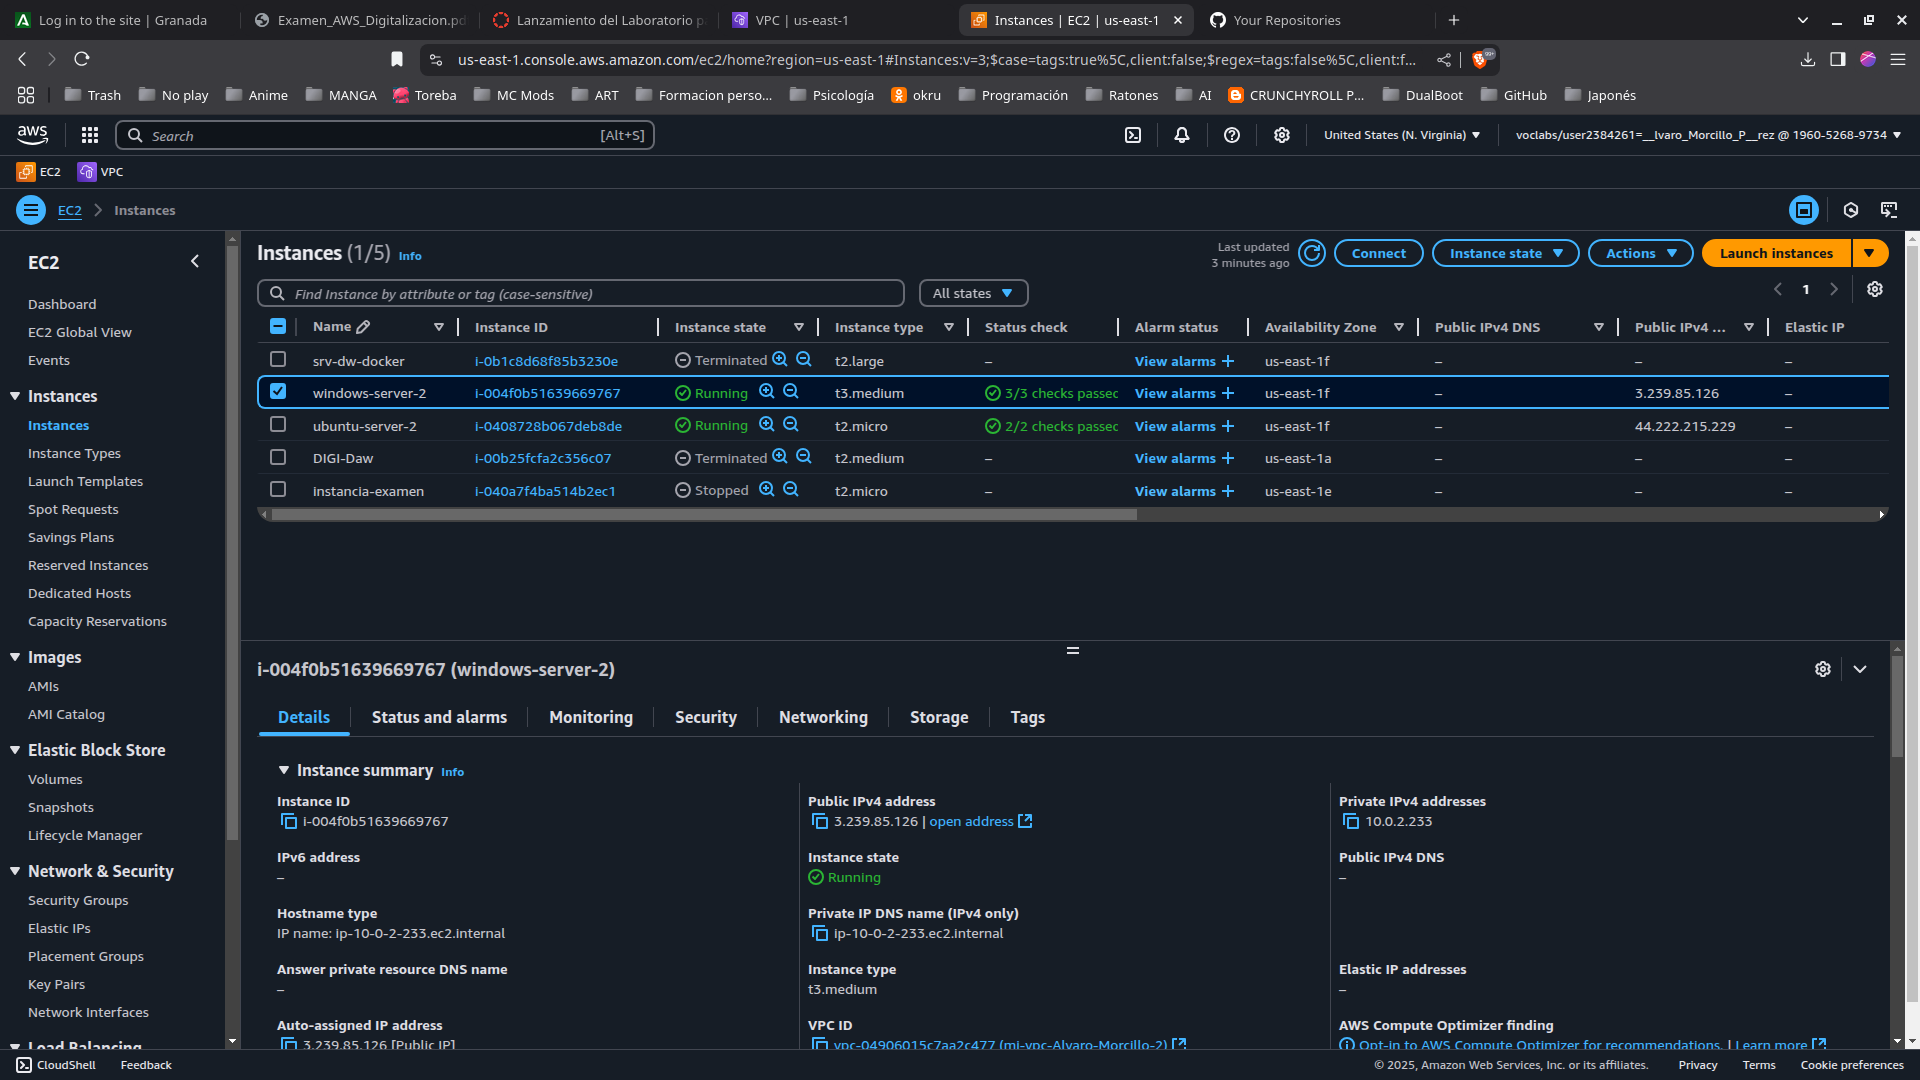 Log in to the site | Granada
Examen_AWS_Digitalizacion.pd
Lanzamiento del Laboratorio p
VPC | us-east-1
Instances | EC2 | us-east-1
Your Repositories
us-east-1.console.aws.amazon.com/ec2/home?region=us-east-1#Instances:v=3;$case=tags:true%5C,client:false;$regex=tags:false%5C,client:f...
99+
Trash
No play
Anime
MANGA
Toreba
MC Mods
ART
Formacion perso...
Psicología
okru
Programación
Ratones
AI
CRUNCHYROLL P...
DualBoot
GitHub
Japonés
aws
Search
[Alt+S]
United States (N. Virginia)
voclabs/user2384261=__lvaro_Morcillo_P__rez @ 1960-5268-9734
EC2
VPC
EC2
Instances
EC2
Dashboard
EC2 Global View
Events
Instances
Instances
Instance Types
Launch Templates
Spot Requests
Savings Plans
Reserved Instances
Dedicated Hosts
Capacity Reservations
Images
AMIs
AMI Catalog
Elastic Block Store
Volumes
Snapshots
Lifecycle Manager
Network & Security
Security Groups
Elastic IPs
Placement Groups
Key Pairs
Network Interfaces
Load Balancing
Instances (1/5) Info
Last updated
3 minutes ago
Connect
Instance state
Actions
Launch instances
Find Instance by attribute or tag (case-sensitive)
All states
1
Name Instance ID Instance state Instance type Status check Alarm status Availability Zone Public IPv4 DNS Public IPv4 ... Elastic IP
srv-dw-docker i-0b1c8d68f85b3230e Terminated t2.large – View alarms + us-east-1f – – –
windows-server-2 i-004f0b51639669767 Running t3.medium 3/3 checks passec View alarms + us-east-1f – 3.239.85.126 –
ubuntu-server-2 i-0408728b067deb8de Running t2.micro 2/2 checks passec View alarms + us-east-1f – 44.222.215.229 –
DIGI-Daw i-00b25fcfa2c356c07 Terminated t2.medium – View alarms + us-east-1a – – –
instancia-examen i-040a7f4ba514b2ec1 Stopped t2.micro – View alarms + us-east-1e – – –
i-004f0b51639669767 (windows-server-2)
Details
Status and alarms
Monitoring
Security
Networking
Storage
Tags
Instance summary Info
Instance ID
i-004f0b51639669767
Public IPv4 address
3.239.85.126 | open address
Private IPv4 addresses
10.0.2.233
IPv6 address
–
Instance state
Running
Public IPv4 DNS
–
Hostname type
IP name: ip-10-0-2-233.ec2.internal
Private IP DNS name (IPv4 only)
ip-10-0-2-233.ec2.internal
Answer private resource DNS name
–
Instance type
t3.medium
Elastic IP addresses
–
Auto-assigned IP address
3.239.85.126 [Public IP]
VPC ID
vpc-04906015c7aa2c477 (mi-vpc-Alvaro-Morcillo-2)
AWS Compute Optimizer finding
Opt-in to AWS Compute Optimizer for recommendations. | Learn more
CloudShell
Feedback
© 2025, Amazon Web Services, Inc. or its affiliates.
Privacy
Terms
Cookie preferences